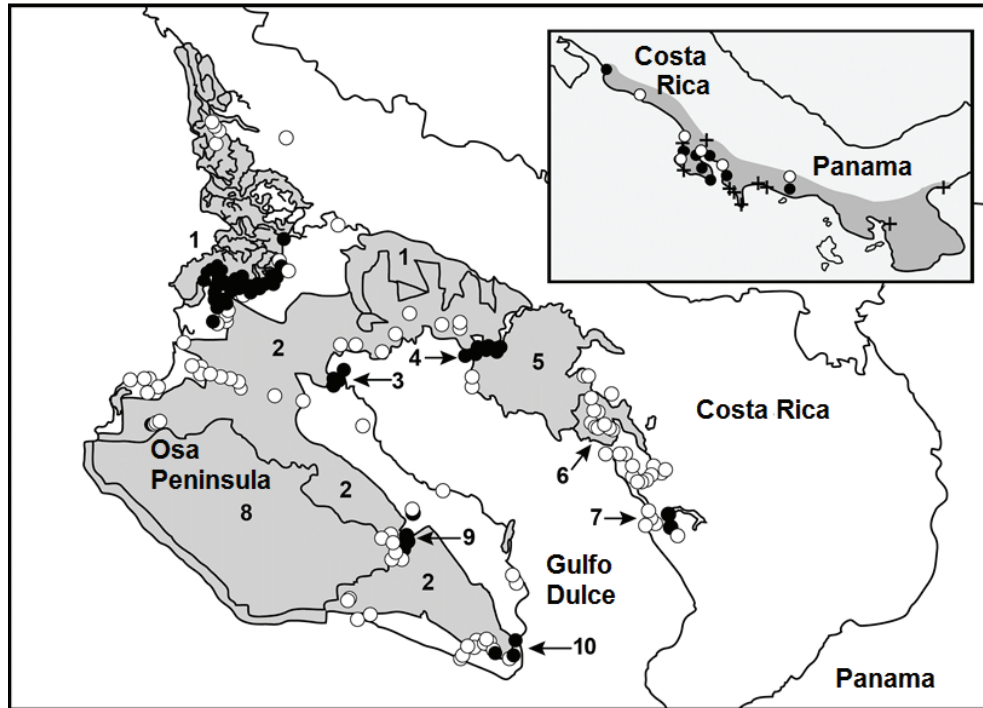 Costa
Rica
Panama
1
1
2
4
5
3
Costa Rica
Osa
Peninsula
6
2
8
7
9
Gulfo
Dulce
2
10
Panama